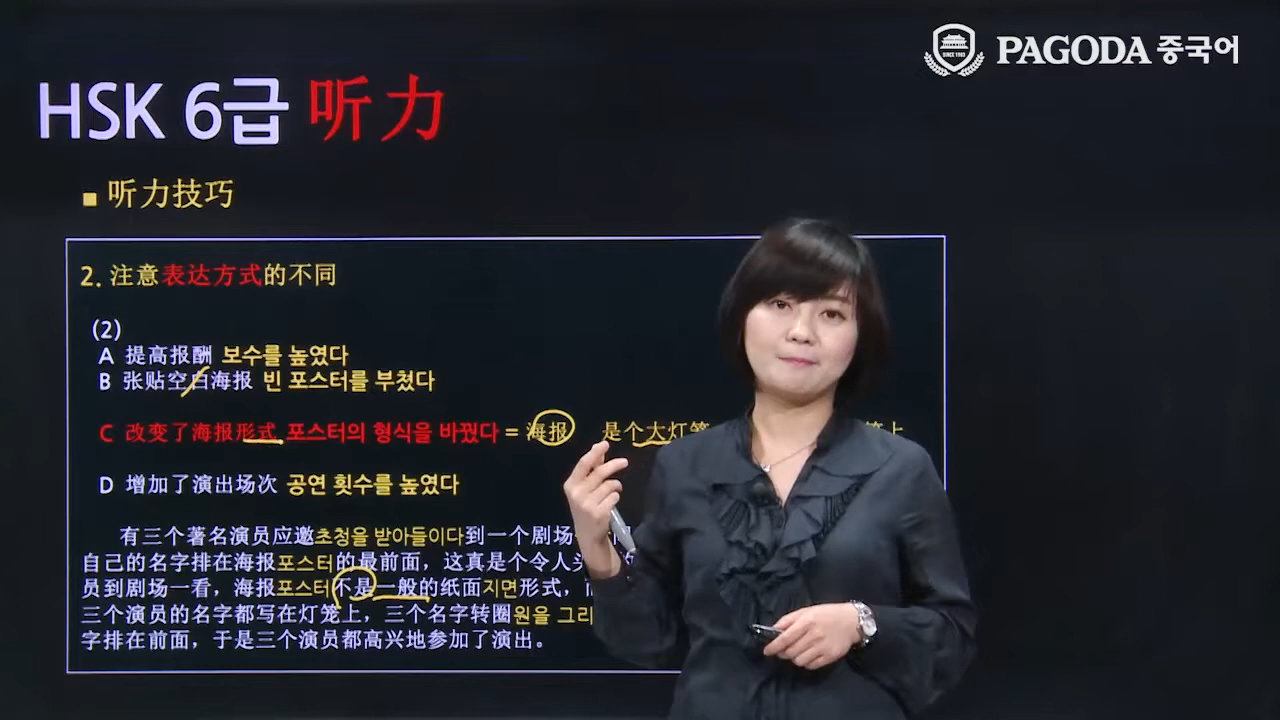 PAGODA 중국어
SINCE 1993
HSK 6급 听力
■ 听力技巧
2. 注意表达方式的不同
(2)
A 提高报酬 보수를 높였다
B 张贴空白海报 빈 포스터를 부쳤다
C 改变了海报形式 포스터의 형식을 바꿨다 = 海报 是个大灯笼 上
D 增加了演出场次 공연 횟수를 높였다
有三个著名演员应邀초청을 받아들이다到一个剧场
自己的名字排在海报포스터的最前面，这真是个令人头
员到剧场一看，海报포스터不是一般的纸面지면形式，
三个演员的名字都写在灯笼上，三个名字转圈원을 그리
字排在前面，于是三个演员都高兴地参加了演出。